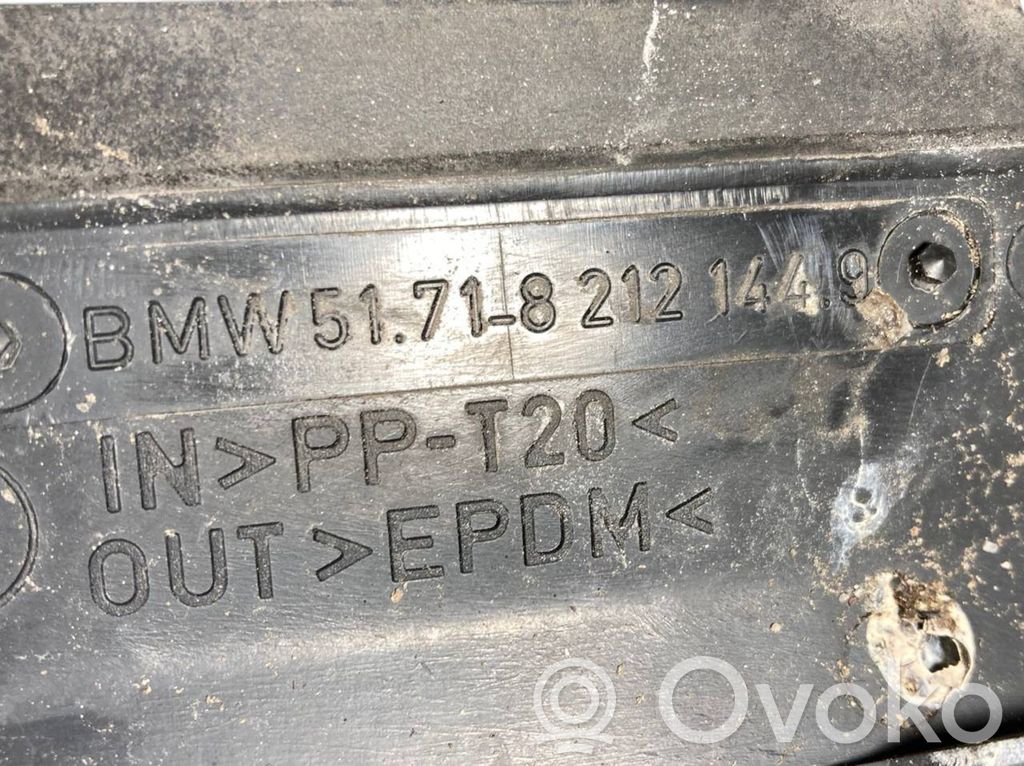 BMW 51.71-8 212 144.9
IN>PP-T20<
OUT>EPDM<
Ovoko